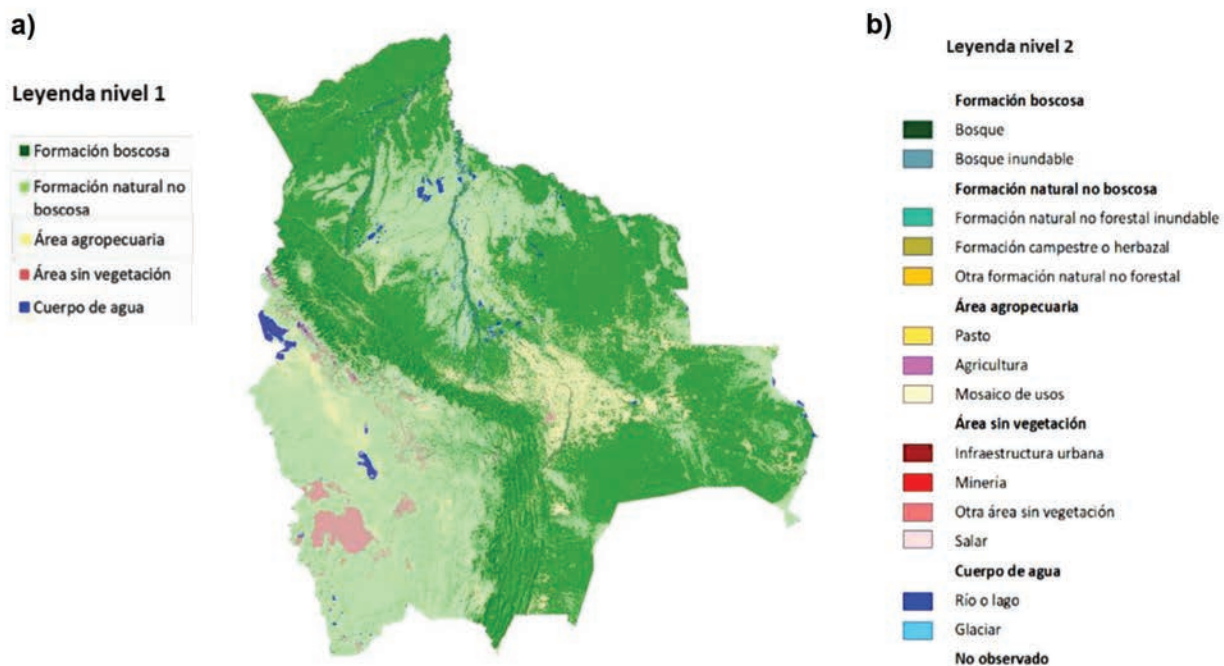 a)
Leyenda nivel 1
Formación boscosa
Formación natural no
boscosa
Área agropecuaria
Área sin vegetación
Cuerpo de agua
b)
Leyenda nivel 2
Formación boscosa
Bosque
Bosque inundable
Formación natural no boscosa
Formación natural no forestal inundable
Formación campestre o herbazal
Otra formación natural no forestal
Área agropecuaria
Pasto
Agricultura
Mosaico de usos
Área sin vegetación
Infraestructura urbana
Mineria
Otra área sin vegetación
Salar
Cuerpo de agua
Río o lago
Glaciar
No observado